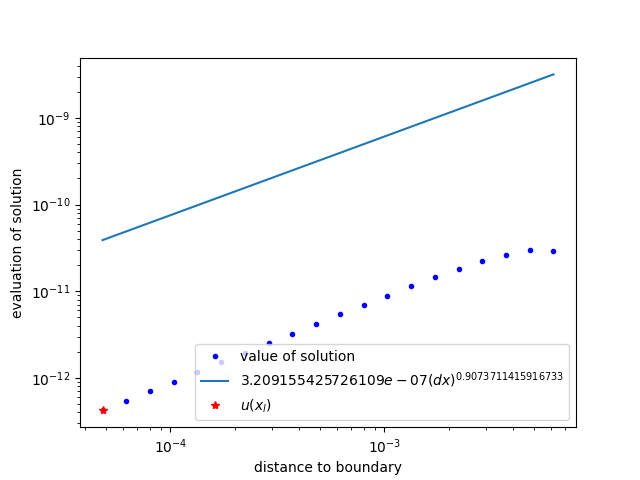 10⁻⁹
10⁻¹⁰
10⁻¹¹
10⁻¹²
evaluation of solution
value of solution
3.209155425726109e − 07(dx)^0.9073711415916733
u(x_l)
10⁻⁴
10⁻³
distance to boundary